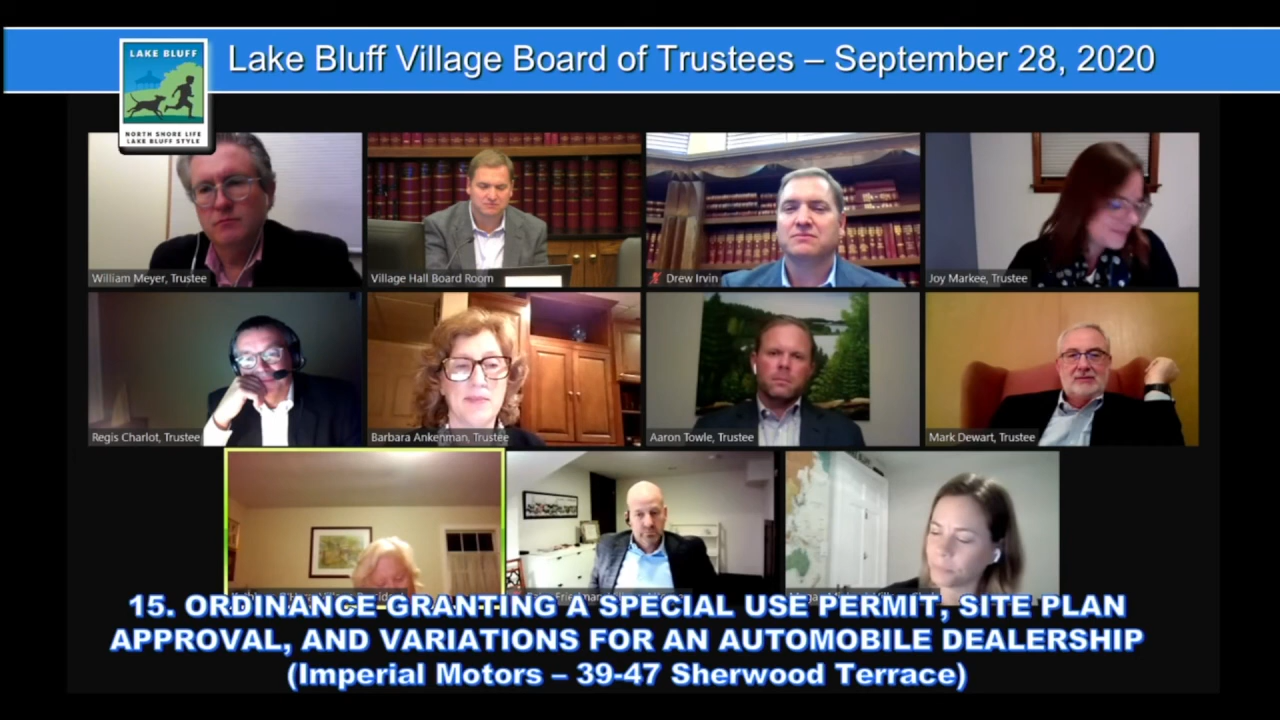 Lake Bluff Village Board of Trustees – September 28, 2020
LAKE BLUFF
NORTH SHORE LIFE
LAKE BLUFF STYLE
William Meyer, Trustee
Village Hall Board Room
Drew Irvin
Joy Markee, Trustee
Regis Charlot, Trustee
Barbara Ankenman, Trustee
Aaron Towle, Trustee
Mark Dewart, Trustee
15. ORDINANCE GRANTING A SPECIAL USE PERMIT, SITE PLAN
APPROVAL, AND VARIATIONS FOR AN AUTOMOBILE DEALERSHIP
(Imperial Motors – 39-47 Sherwood Terrace)